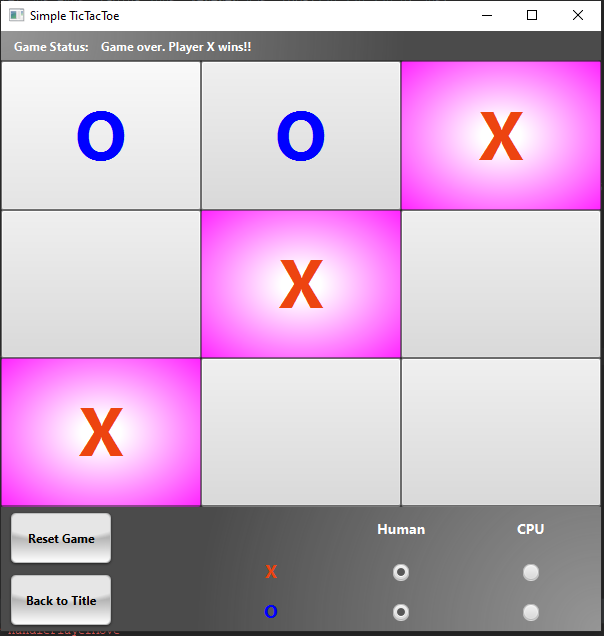 Simple TicTacToe
Game Status: Game over. Player X wins!!
O O X
X
X
Reset Game
Human CPU
X
Back to Title
O